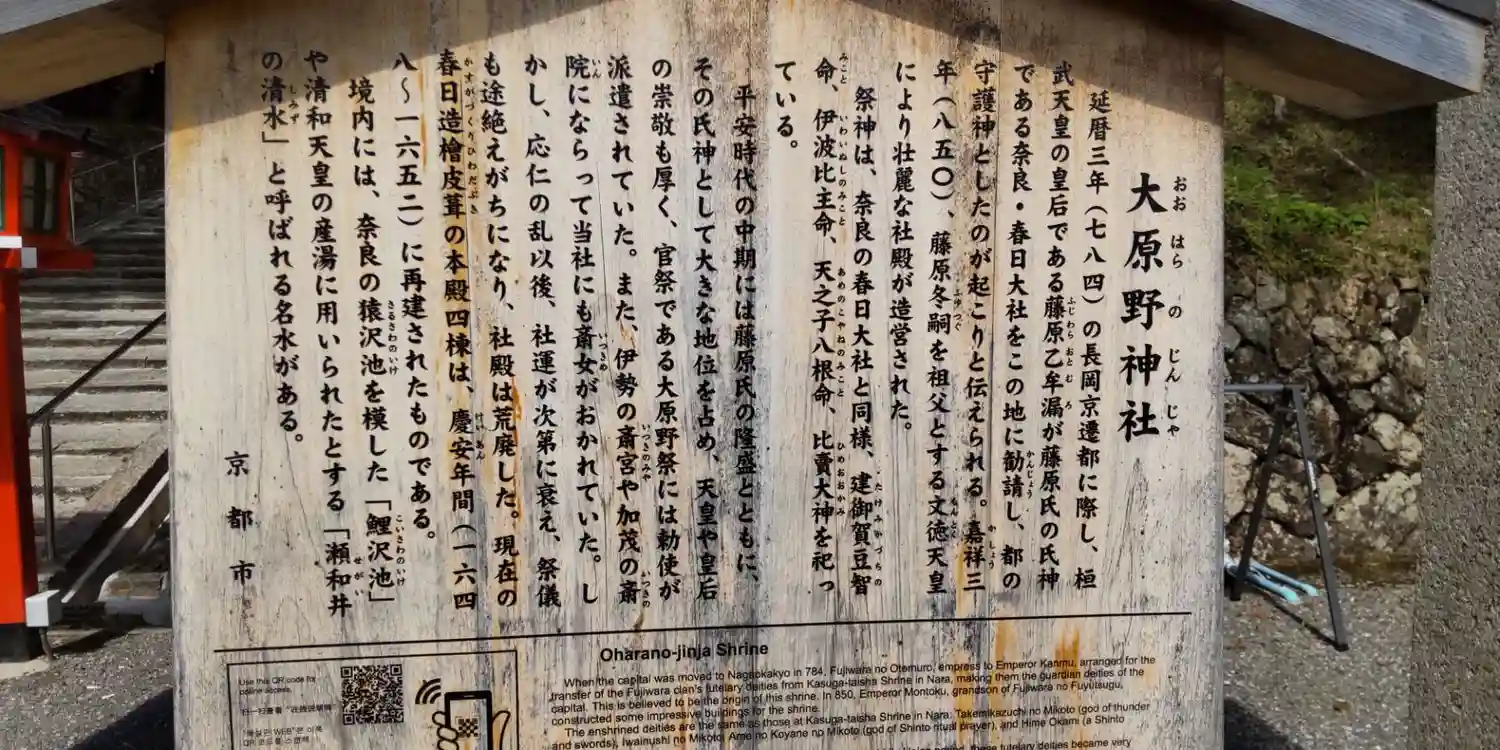 大原野神社
おお はら の じん じゃ
延暦三年（七八四）の長岡京遷都に際し、桓
武天皇の皇后である藤原乙牟漏が藤原氏の氏神
である奈良・春日大社をこの地に勧請し、都の
守護神としたのが起こりと伝えられる。嘉祥三
年（八五〇）、藤原冬嗣を祖父とする文徳天皇
により壮麗な社殿が造営された。
祭神は、奈良の春日大社と同様、建御賀豆智
命、伊波比主命、天之子八根命、比賣大神を祀っ
ている。
平安時代の中期には藤原氏の隆盛とともに、
その氏神として大きな地位を占め、天皇や皇后
の崇敬も厚く、官祭である大原野祭には勅使が
派遣されていた。また、伊勢の斎宮や加茂の斎
院にならって当社にも斎女がおかれていた。し
かし、応仁の乱以後、社運が次第に衰え、祭儀
も途絶えがちになり、社殿は荒廃した。現在の
春日造檜皮葺の本殿四棟は、慶安年間（一六四
八〜一六五二）に再建されたものである。
境内には、奈良の猿沢池を模した「鯉沢池」
や清和天皇の産湯に用いられたとする「瀬和井
の清水」と呼ばれる名水がある。
京都市
Oharano-jinja Shrine
When the capital was moved to Nagaokakyo in 784, Fujiwara no Otomuro, empress to Emperor Kanmu, arranged for the
transfer of the Fujiwara clan's tutelary deities from Kasuga-taisha Shrine in Nara, making them the guardian deities of the
capital. This is believed to be the origin of this shrine. In 850, Emperor Montoku, grandson of Fujiwara no Fuyutsugu,
constructed some impressive buildings for the shrine.
The enshrined deities are the same as those at Kasuga-taisha Shrine in Nara: Takemikazuchi no Mikoto (god of thunder
and swords), Iwainushi no Mikoto, Ame no Koyane no Mikoto (god of Shinto ritual prayer), and Hime Okami (a Shinto
these tutelary deities became very
Use this QR code for
online access.